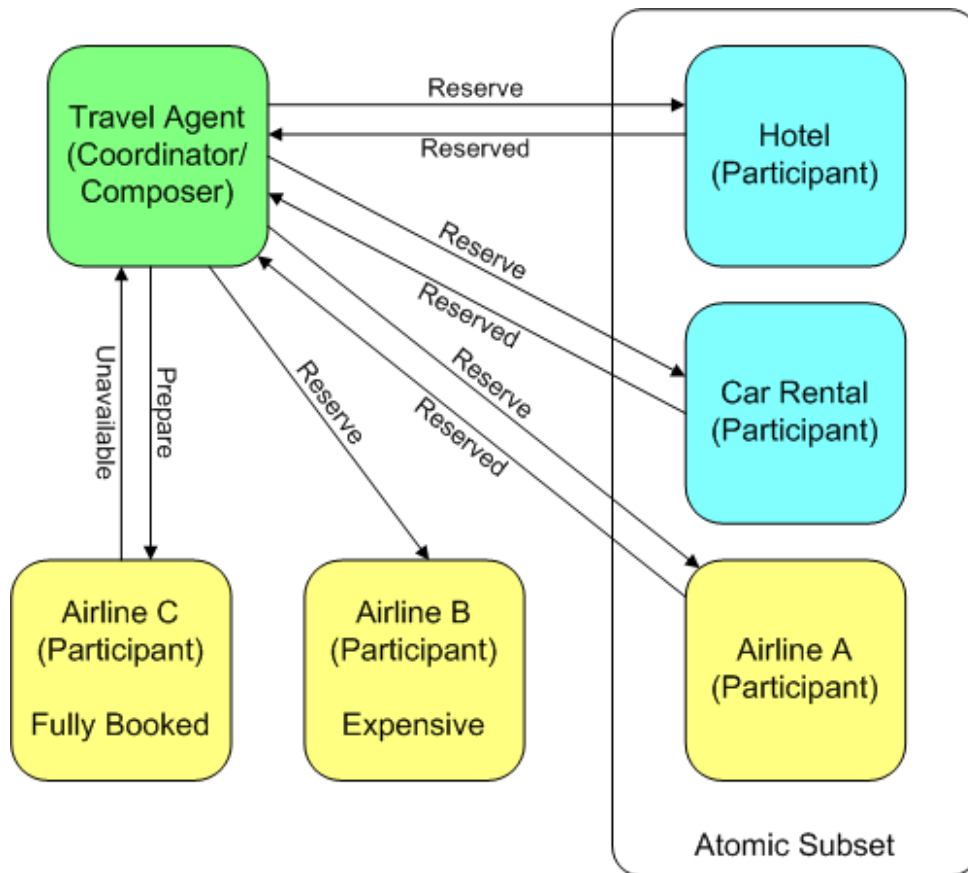 Travel Agent
(Coordinator/
Composer)
Reserve
Reserved
Hotel
(Participant)
Reserve
Reserved
Car Rental
(Participant)
Reserve
Reserved
Airline A
(Participant)
Unavailable
Prepare
Reserve
Airline C
(Participant)
Fully Booked
Airline B
(Participant)
Expensive
Atomic Subset